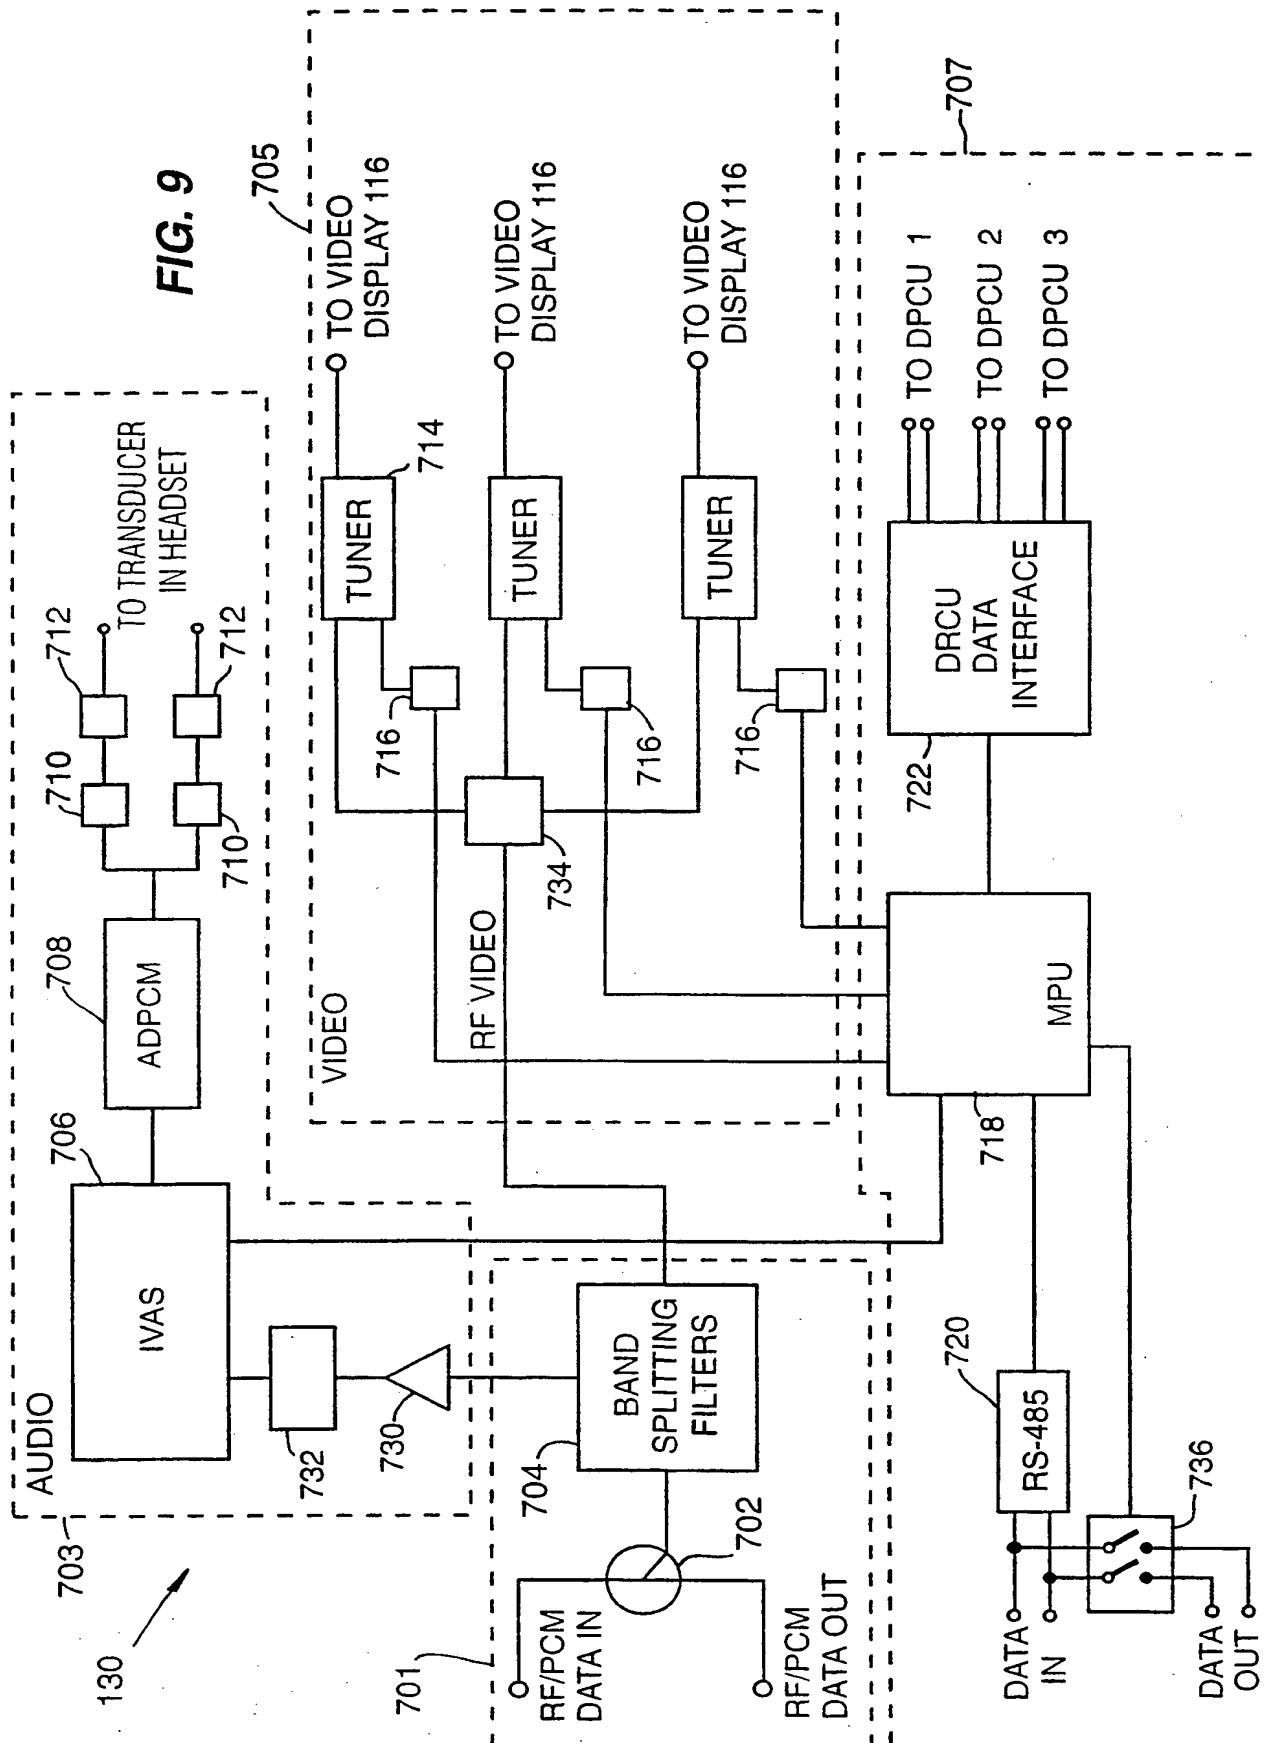 FIG. 9
130
703
AUDIO
IVAS
706
732
730
ADPCM
708
710
710
712
712
TO TRANSDUCER
IN HEADSET
705
VIDEO
RF VIDEO
734
TUNER
714
716
TO VIDEO
DISPLAY 116
TUNER
716
TO VIDEO
DISPLAY 116
TUNER
716
TO VIDEO
DISPLAY 116
701
RF/PCM
DATA IN
RF/PCM
DATA OUT
702
704
BAND
SPLITTING
FILTERS
707
MPU
718
DRCU
DATA
INTERFACE
722
TO DPCU 1
TO DPCU 2
TO DPCU 3
720
RS-485
736
DATA
IN
DATA
OUT